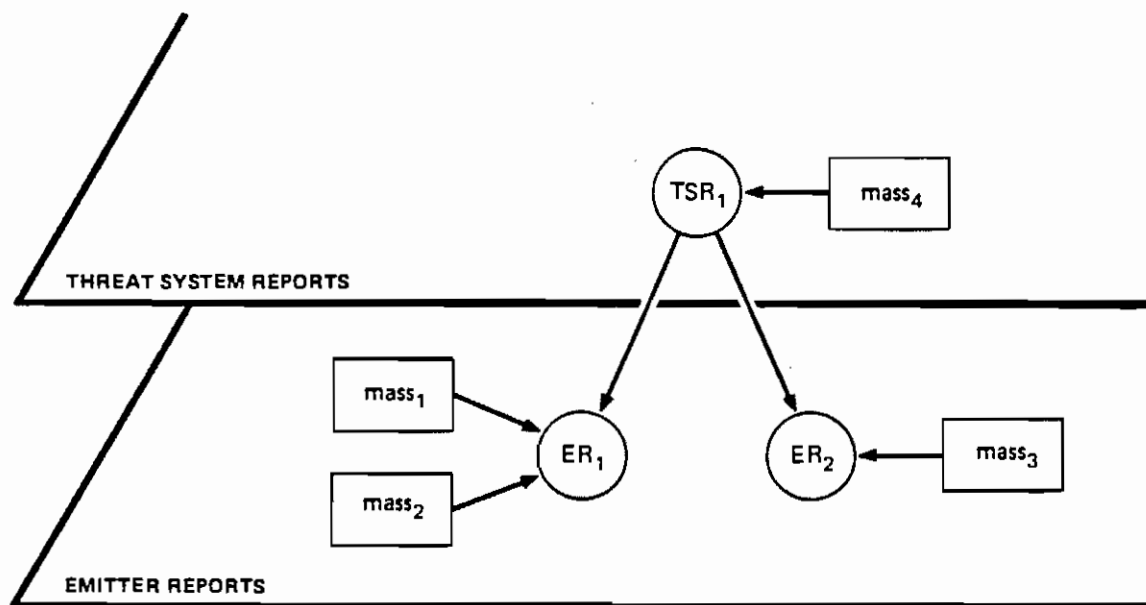 TSR₁
mass₄
THREAT SYSTEM REPORTS
mass₁
ER₁
ER₂
mass₃
mass₂
EMITTER REPORTS